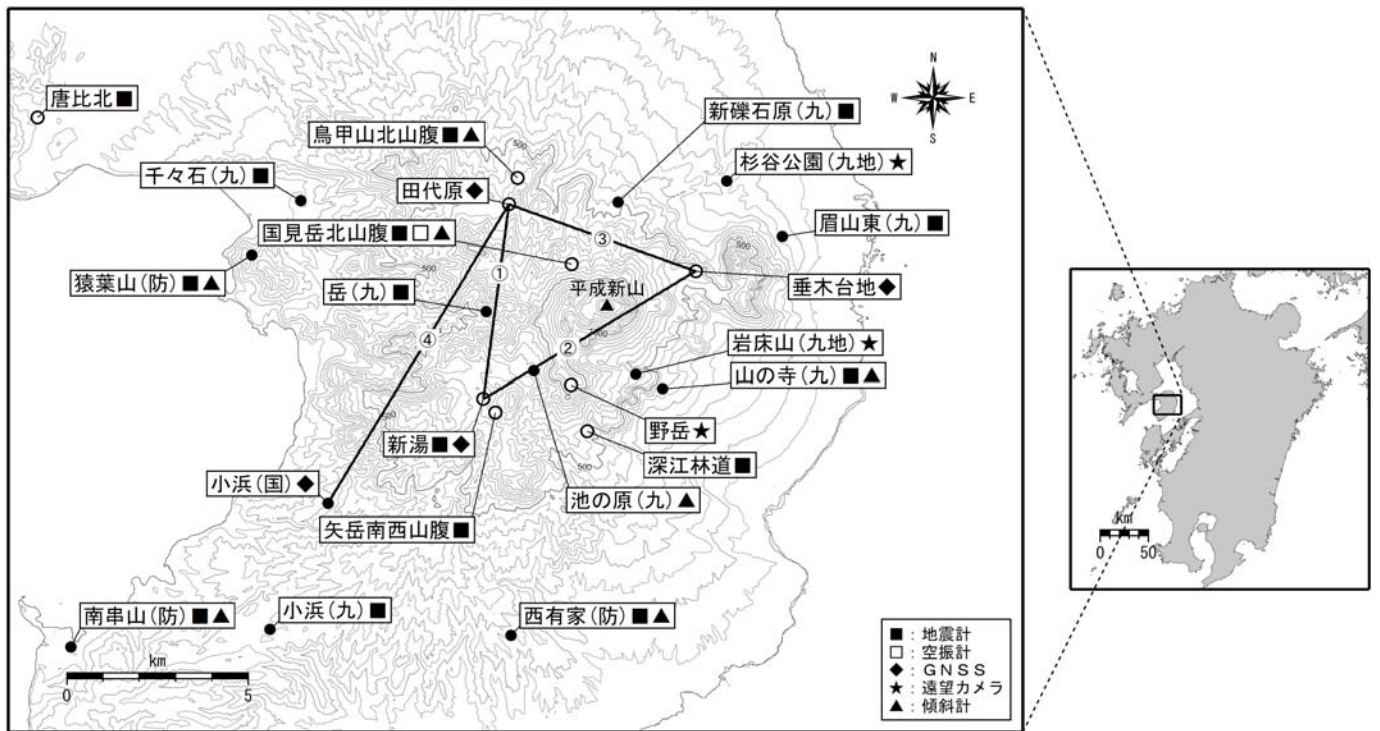 唐比北■
鳥甲山北山腹■▲
新礫石原(九)■
N
W
E
S
千々石(九)■
杉谷公園(九地)★
田代原◆
眉山東(九)■
国見岳北山腹■□▲
③
①
猿葉山(防)■▲
平成新山
垂木台地◆
岳(九)■
④
②
岩床山(九地)★
山の寺(九)■▲
新湯■◆
野岳★
深江林道■
小浜(国)◆
池の原(九)▲
矢岳南西山腹■
南串山(防)■▲
小浜(九)■
西有家(防)■▲
km
0
5
■:地震計
□:空振計
◆:GNSS
★:遠望カメラ
▲:傾斜計
km
0
50
500
500
500
500